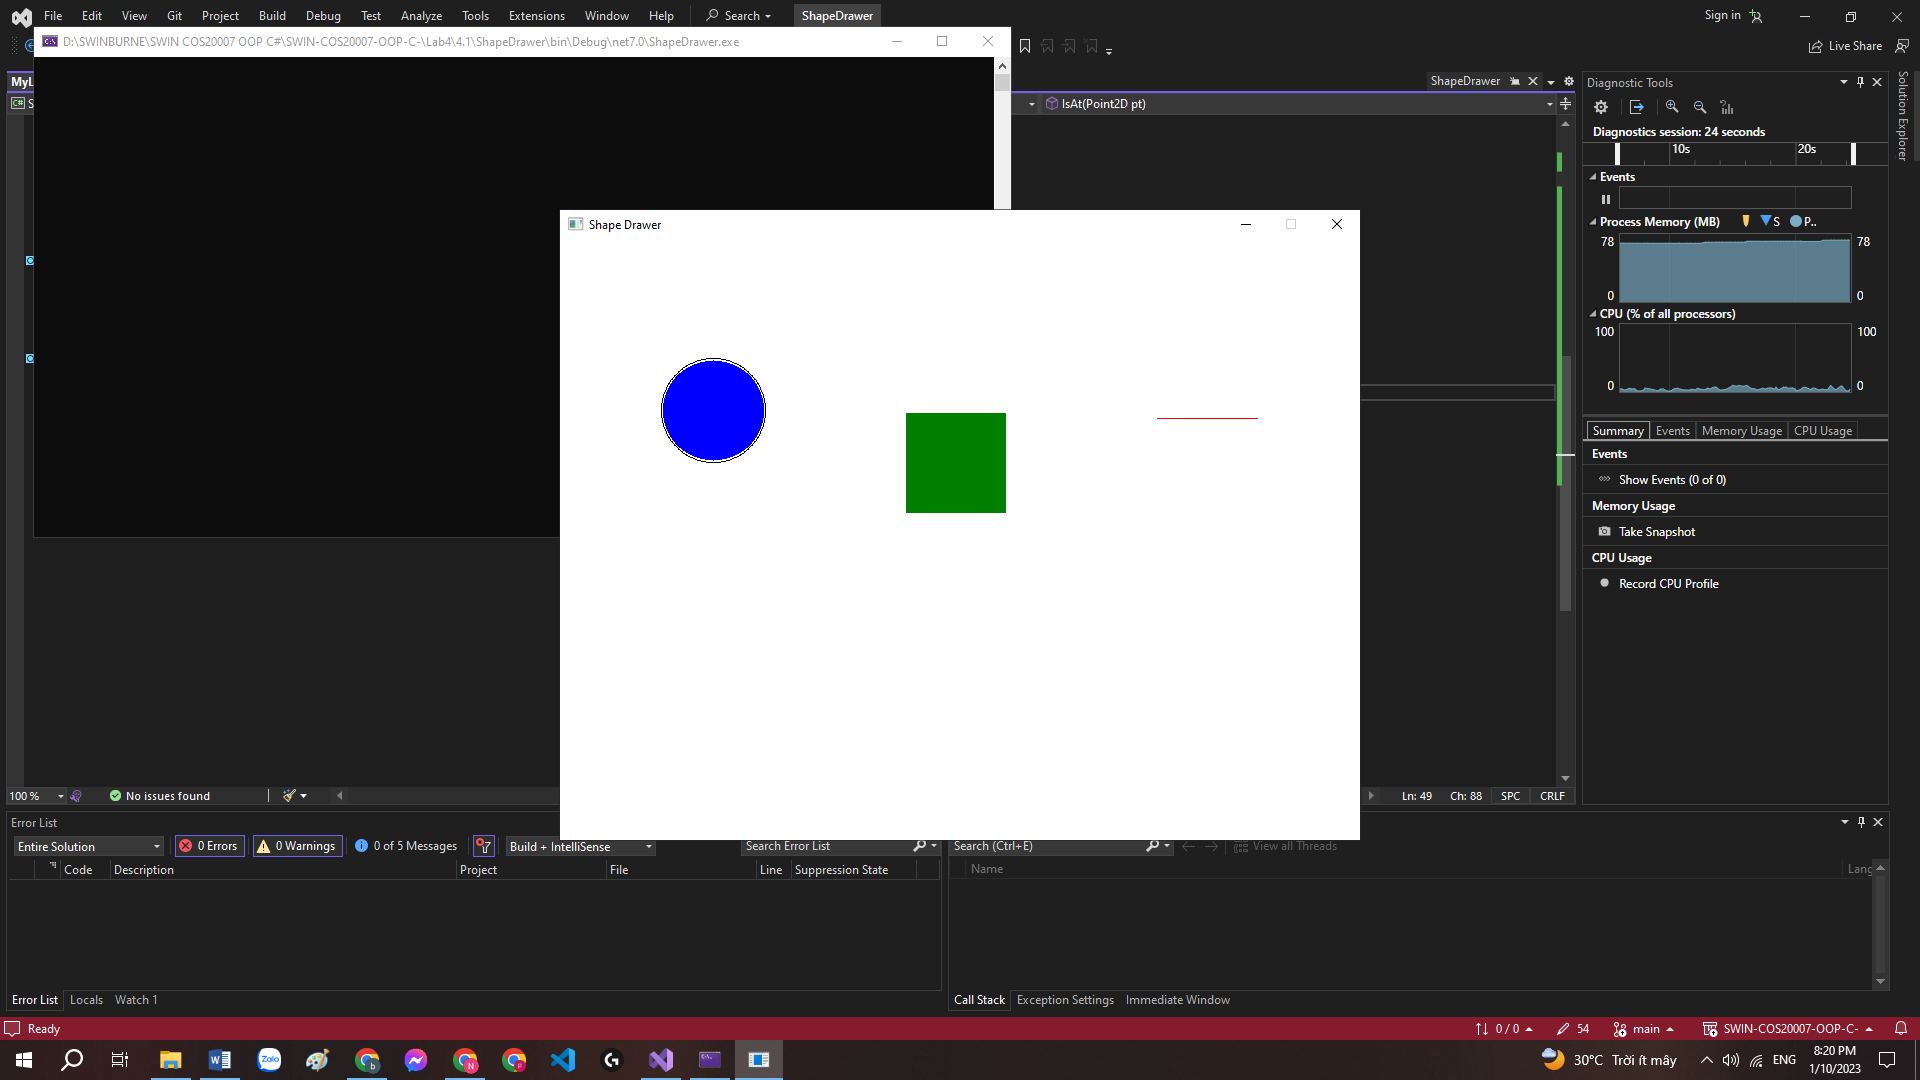 File Edit View Git Project Build Debug Test Analyze Tools Extensions Window Help Search ShapeDrawer Sign in
D:\SWINBURNE\SWIN COS20007 OOP C#\SWIN-COS20007-OOP-C-\Lab4\4.1\ShapeDrawer\bin\Debug\net7.0\ShapeDrawer.exe
Live Share
MyL
ShapeDrawer
C# S
IsAt(Point2D pt)
Solution Explorer
Diagnostic Tools
Diagnostics session: 24 seconds
10s 20s
Events
Process Memory (MB) S P..
78 78
0 0
CPU (% of all processors)
100 100
0 0
Summary Events Memory Usage CPU Usage
Events
Show Events (0 of 0)
Memory Usage
Take Snapshot
CPU Usage
Record CPU Profile
Shape Drawer
100 % No issues found Ln: 49 Ch: 88 SPC CRLF
Error List
Entire Solution 0 Errors 0 Warnings 0 of 5 Messages Build + IntelliSense Search Error List
Code Description Project File Line Suppression State
Search (Ctrl+E) View all Threads
Name Lang
Error List Locals Watch 1
Call Stack Exception Settings Immediate Window
Ready 0 / 0 54 main SWIN-COS20007-OOP-C-
Zalo
30°C Trời ít mây ENG
8:20 PM
1/10/2023